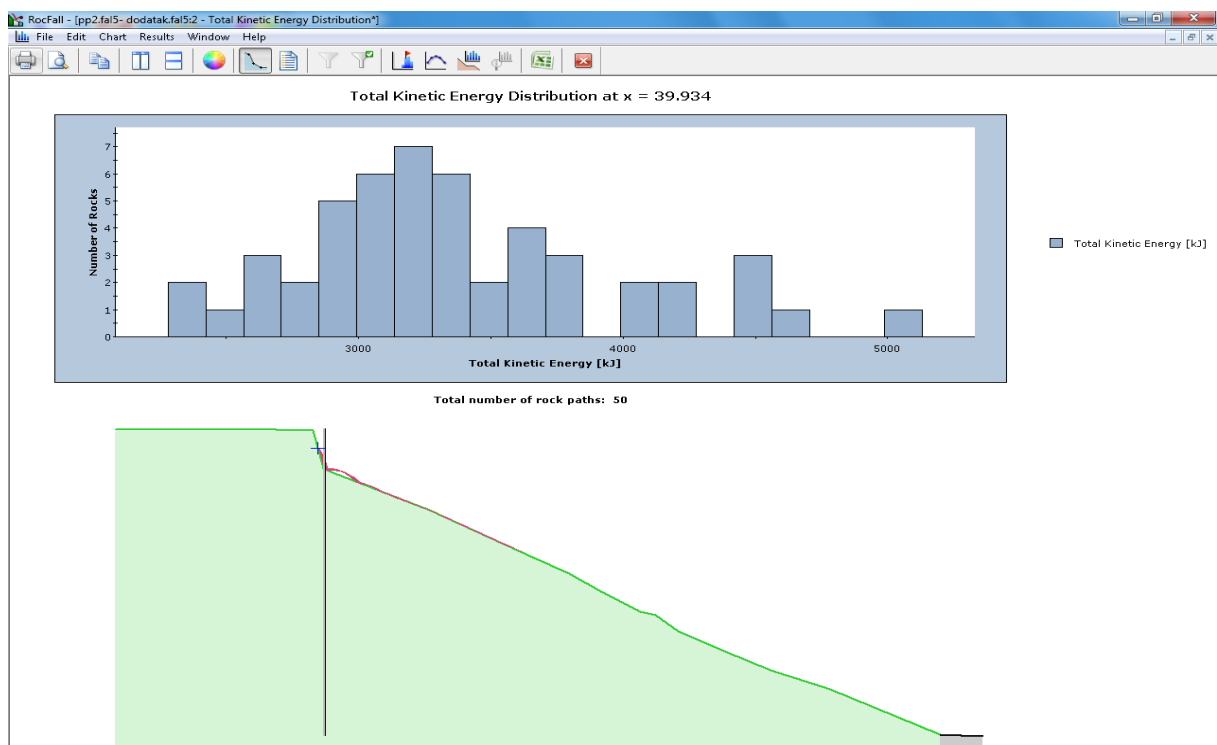 RocFall - [pp2.fal5- dodatak.fal5:2 - Total Kinetic Energy Distribution*]
File Edit Chart Results Window Help
Total Kinetic Energy Distribution at x = 39.934
7
6
5
4
3
2
1
0
Number of Rocks
3000 4000 5000
Total Kinetic Energy [kJ]
Total Kinetic Energy [kJ]
Total number of rock paths: 50